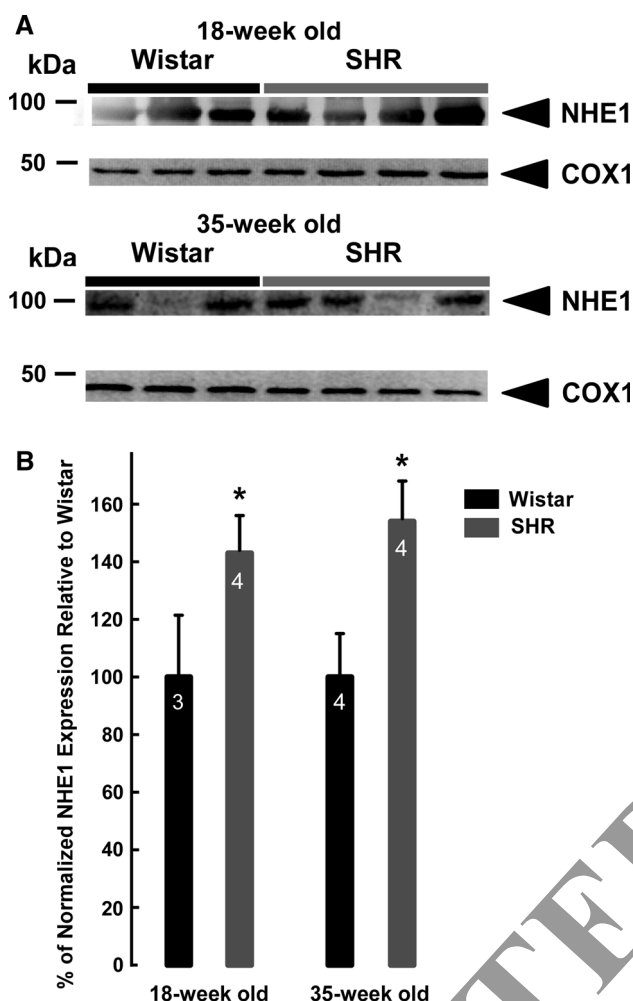 A
18-week old
kDa Wistar SHR
100 NHE1
50 COX1
35-week old
kDa Wistar SHR
100 NHE1
50 COX1
B
% of Normalized NHE1 Expression Relative to Wistar
160
140
120
100
80
60
40
20
0
* *
3 4 4 4
Wistar
SHR
18-week old 35-week old